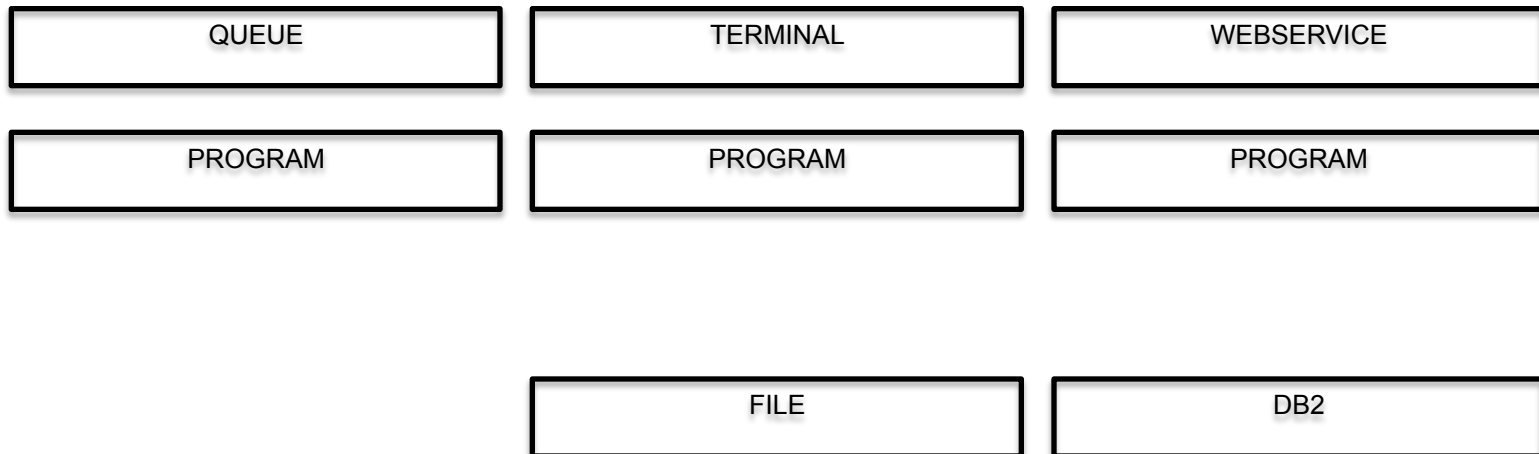 QUEUE
TERMINAL
WEBSERVICE
PROGRAM
PROGRAM
PROGRAM
FILE
DB2